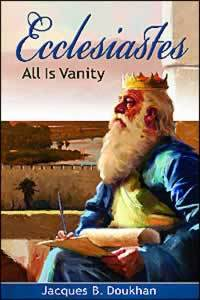 Ecclesiastes
All Is Vanity
Jacques B. Doukhan